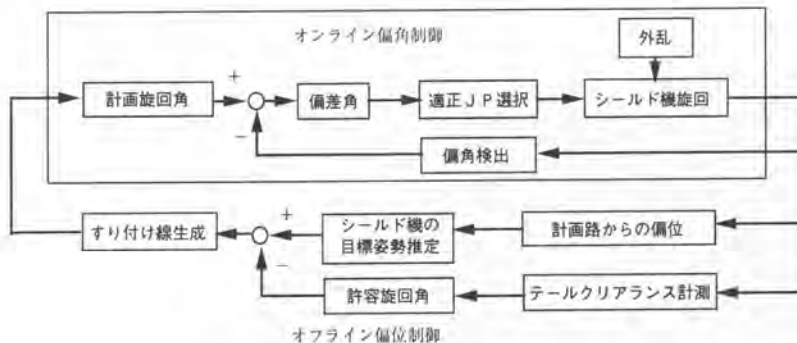 オンライン偏角制御
外乱
計画旋回角
+
−
偏差角
適正JP選択
シールド機旋回
偏角検出
すり付け線生成
+
−
シールド機の
目標姿勢推定
計画路からの偏位
許容旋回角
テールクリアランス計測
オフライン偏位制御